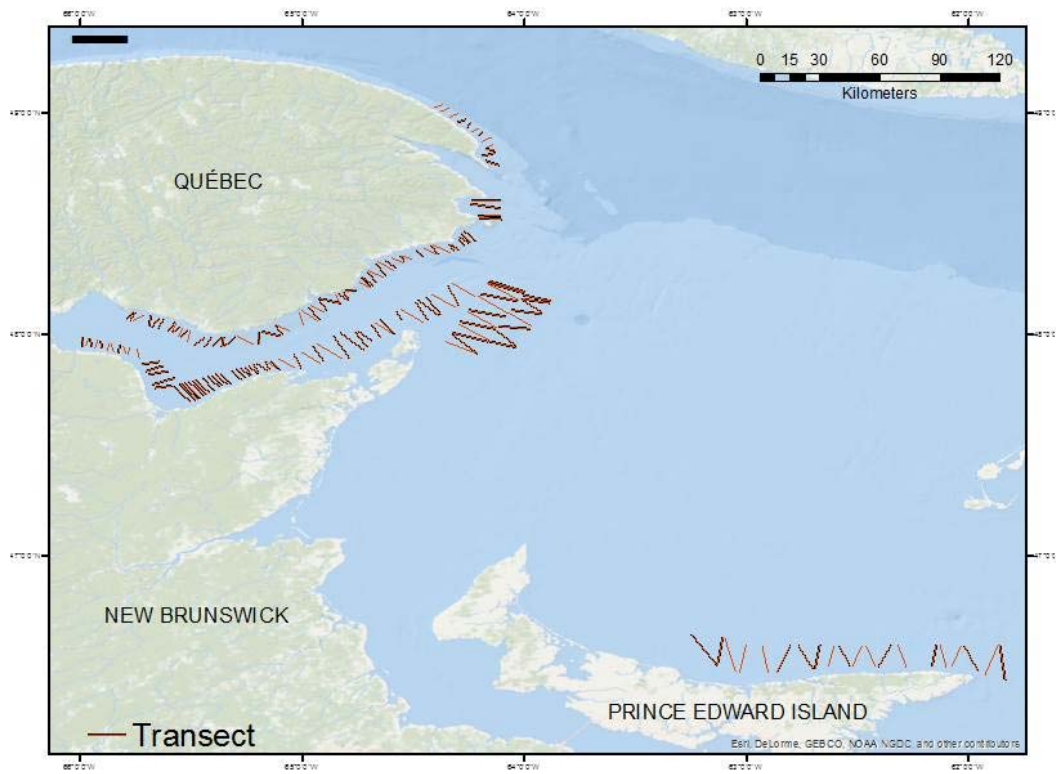 0 15 30 60 90 120
Kilometers
QUÉBEC
NEW BRUNSWICK
PRINCE EDWARD ISLAND
Transect
Esri, DeLorme, GEBCO, NOAA NGDC, and other contributors